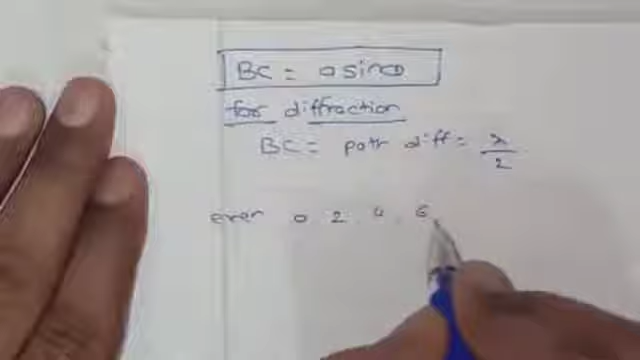 BC = a sinθ
for diffraction
BC = path diff = λ/2
even 0 2 4 6